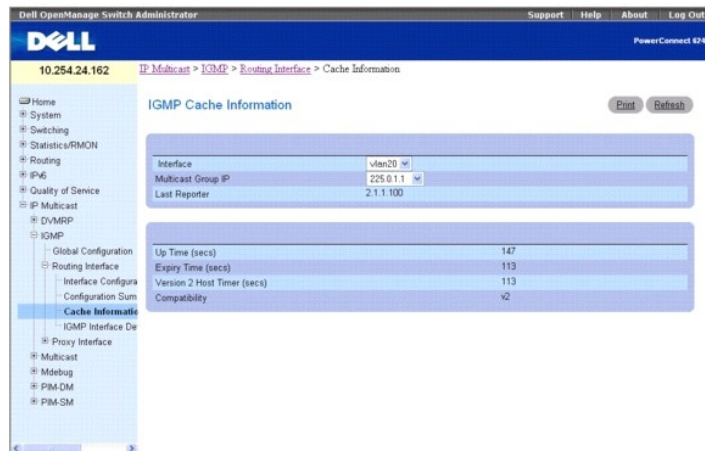 Dell OpenManage Switch Administrator
Support Help About Log Out
DELL
PowerConnect 624
10.254.24.162
IP Multicast > IGMP > Routing Interface > Cache Information
Home
System
Switching
Statistics/RMON
Routing
IPv6
Quality of Service
IP Multicast
DVMRP
IGMP
Global Configuration
Routing Interface
Interface Configura
Configuration Sum
Cache Informatio
IGMP Interface De
Proxy Interface
Multicast
Mdebug
PIM-DM
PIM-SM
IGMP Cache Information
Print Refresh
Interface vlan20
Multicast Group IP 225.0.1.1
Last Reporter 2.1.1.100
Up Time (secs) 147
Expiry Time (secs) 113
Version 2 Host Timer (secs) 113
Compatibility v2